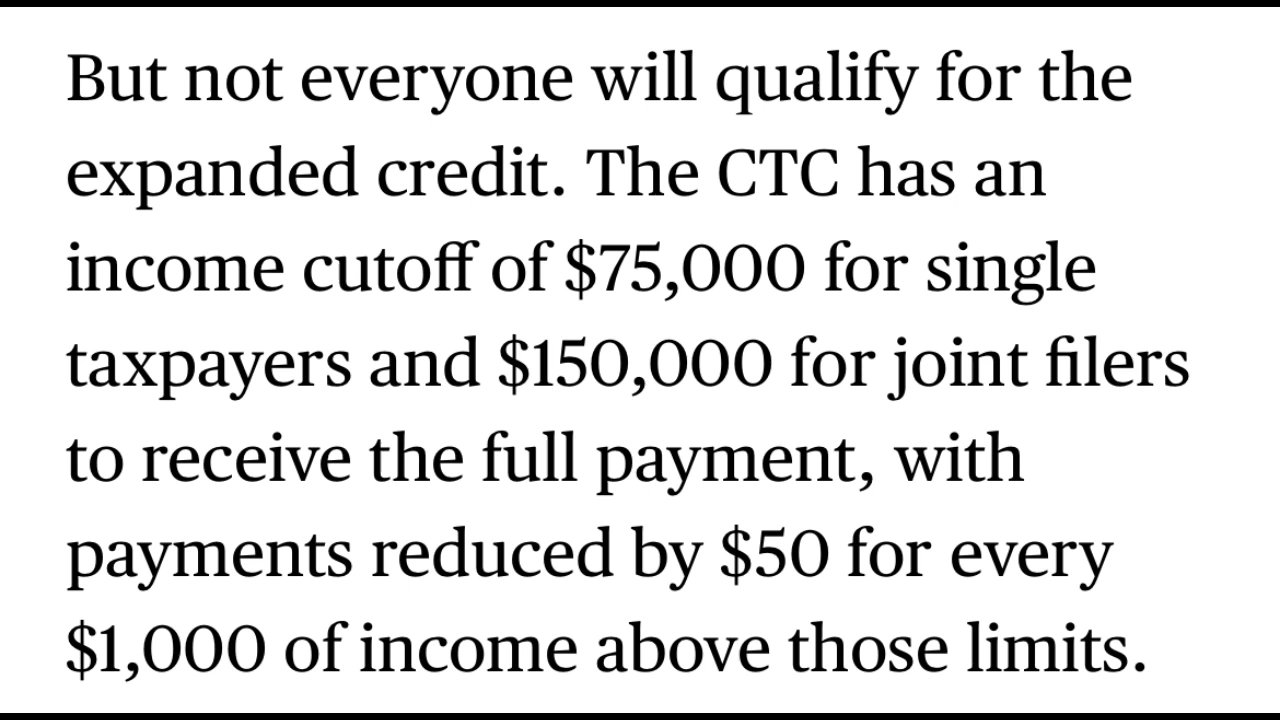 But not everyone will qualify for the
expanded credit. The CTC has an
income cutoff of $75,000 for single
taxpayers and $150,000 for joint filers
to receive the full payment, with
payments reduced by $50 for every
$1,000 of income above those limits.